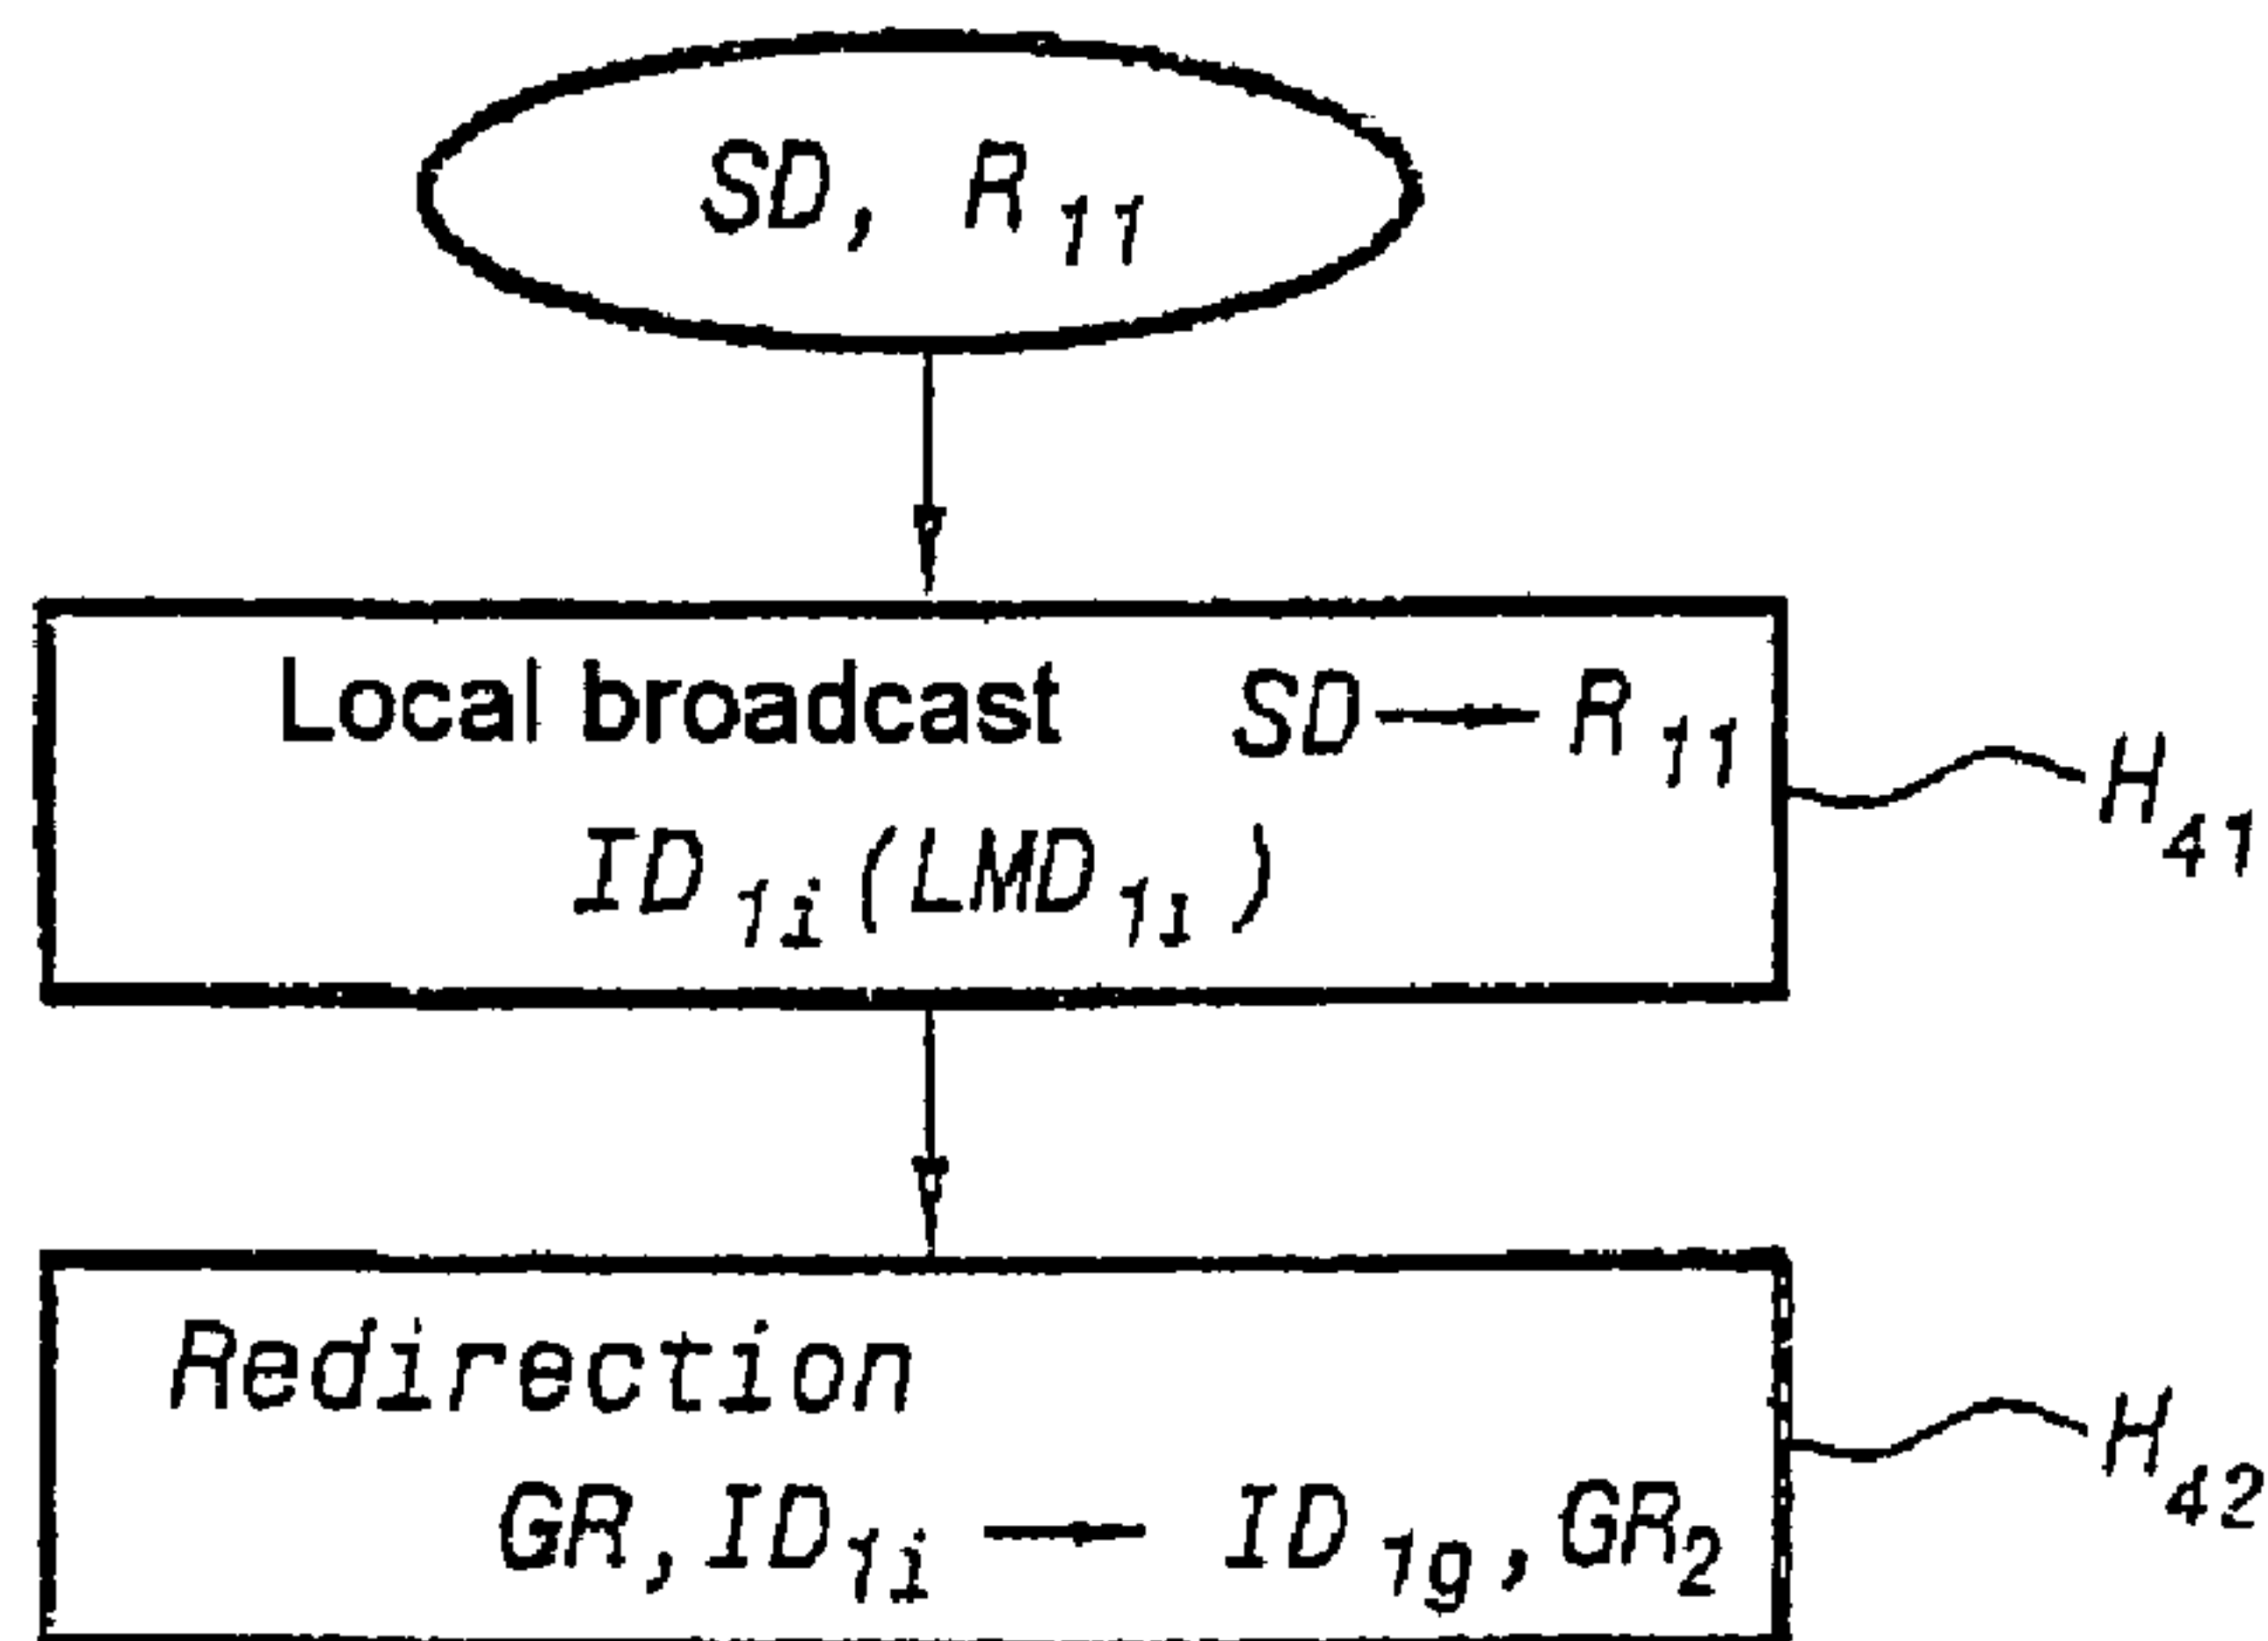 SD, R₁₁
Local broadcast SD → R₁₁
ID₁ᵢ (LMD₁ᵢ)
H₄₁
Redirection
GR, ID₁ᵢ → ID₁g, GR₂
H₄₂